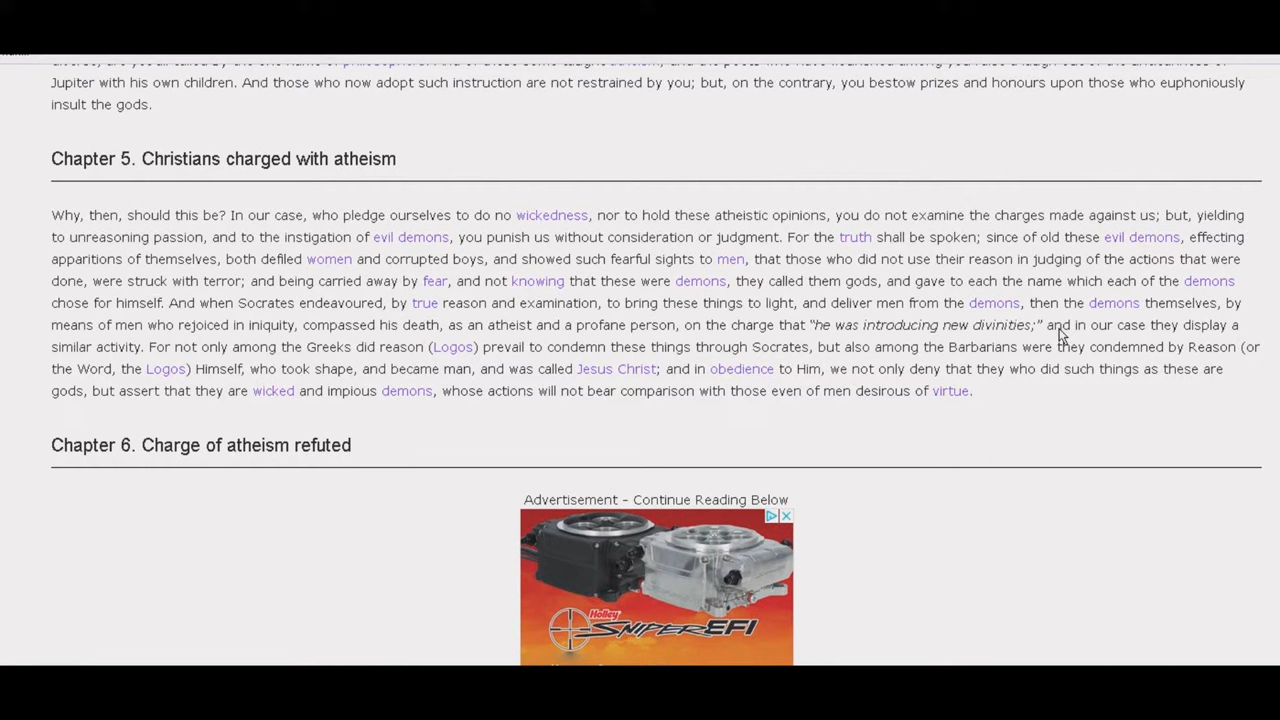 Jupiter with his own children. And those who now adopt such instruction are not restrained by you; but, on the contrary, you bestow prizes and honours upon those who euphoniously
insult the gods.
Chapter 5. Christians charged with atheism
Why, then, should this be? In our case, who pledge ourselves to do no wickedness, nor to hold these atheistic opinions, you do not examine the charges made against us; but, yielding
to unreasoning passion, and to the instigation of evil demons, you punish us without consideration or judgment. For the truth shall be spoken; since of old these evil demons, effecting
apparitions of themselves, both defiled women and corrupted boys, and showed such fearful sights to men, that those who did not use their reason in judging of the actions that were
done, were struck with terror; and being carried away by fear, and not knowing that these were demons, they called them gods, and gave to each the name which each of the demons
chose for himself. And when Socrates endeavoured, by true reason and examination, to bring these things to light, and deliver men from the demons, then the demons themselves, by
means of men who rejoiced in iniquity, compassed his death, as an atheist and a profane person, on the charge that "he was introducing new divinities;" and in our case they display a
similar activity. For not only among the Greeks did reason (Logos) prevail to condemn these things through Socrates, but also among the Barbarians were they condemned by Reason (or
the Word, the Logos) Himself, who took shape, and became man, and was called Jesus Christ; and in obedience to Him, we not only deny that they who did such things as these are
gods, but assert that they are wicked and impious demons, whose actions will not bear comparison with those even of men desirous of virtue.
Chapter 6. Charge of atheism refuted
Advertisement - Continue Reading Below
Holley
SNIPER EFI